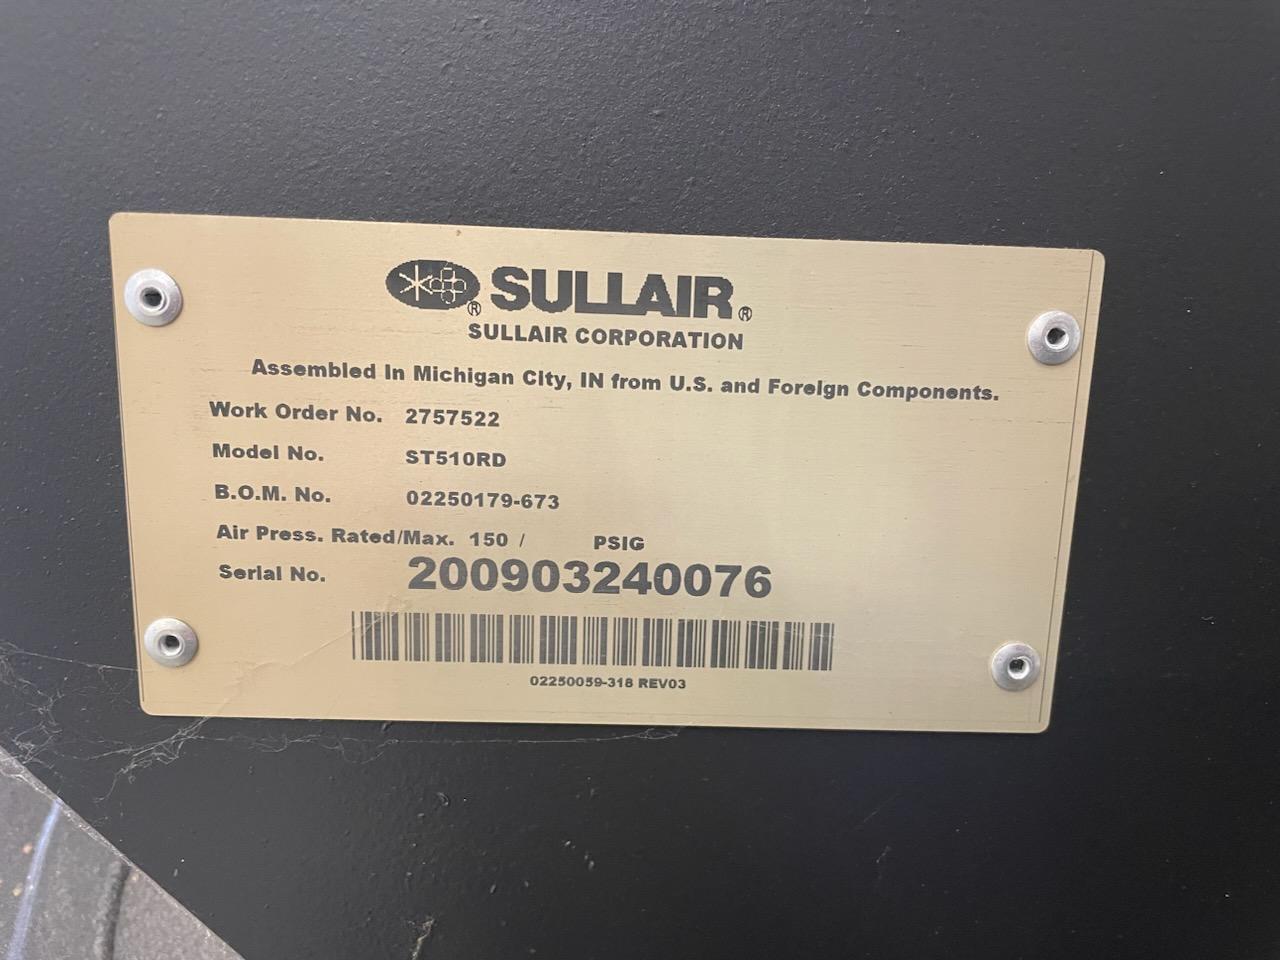 ® SULLAIR®
SULLAIR CORPORATION
Assembled In Michigan City, IN from U.S. and Foreign Components.
Work Order No. 2757522
Model No. ST510RD
B.O.M. No. 02250179-673
Air Press. Rated/Max. 150 / PSIG
Serial No. 200903240076
02250059-318 REV03